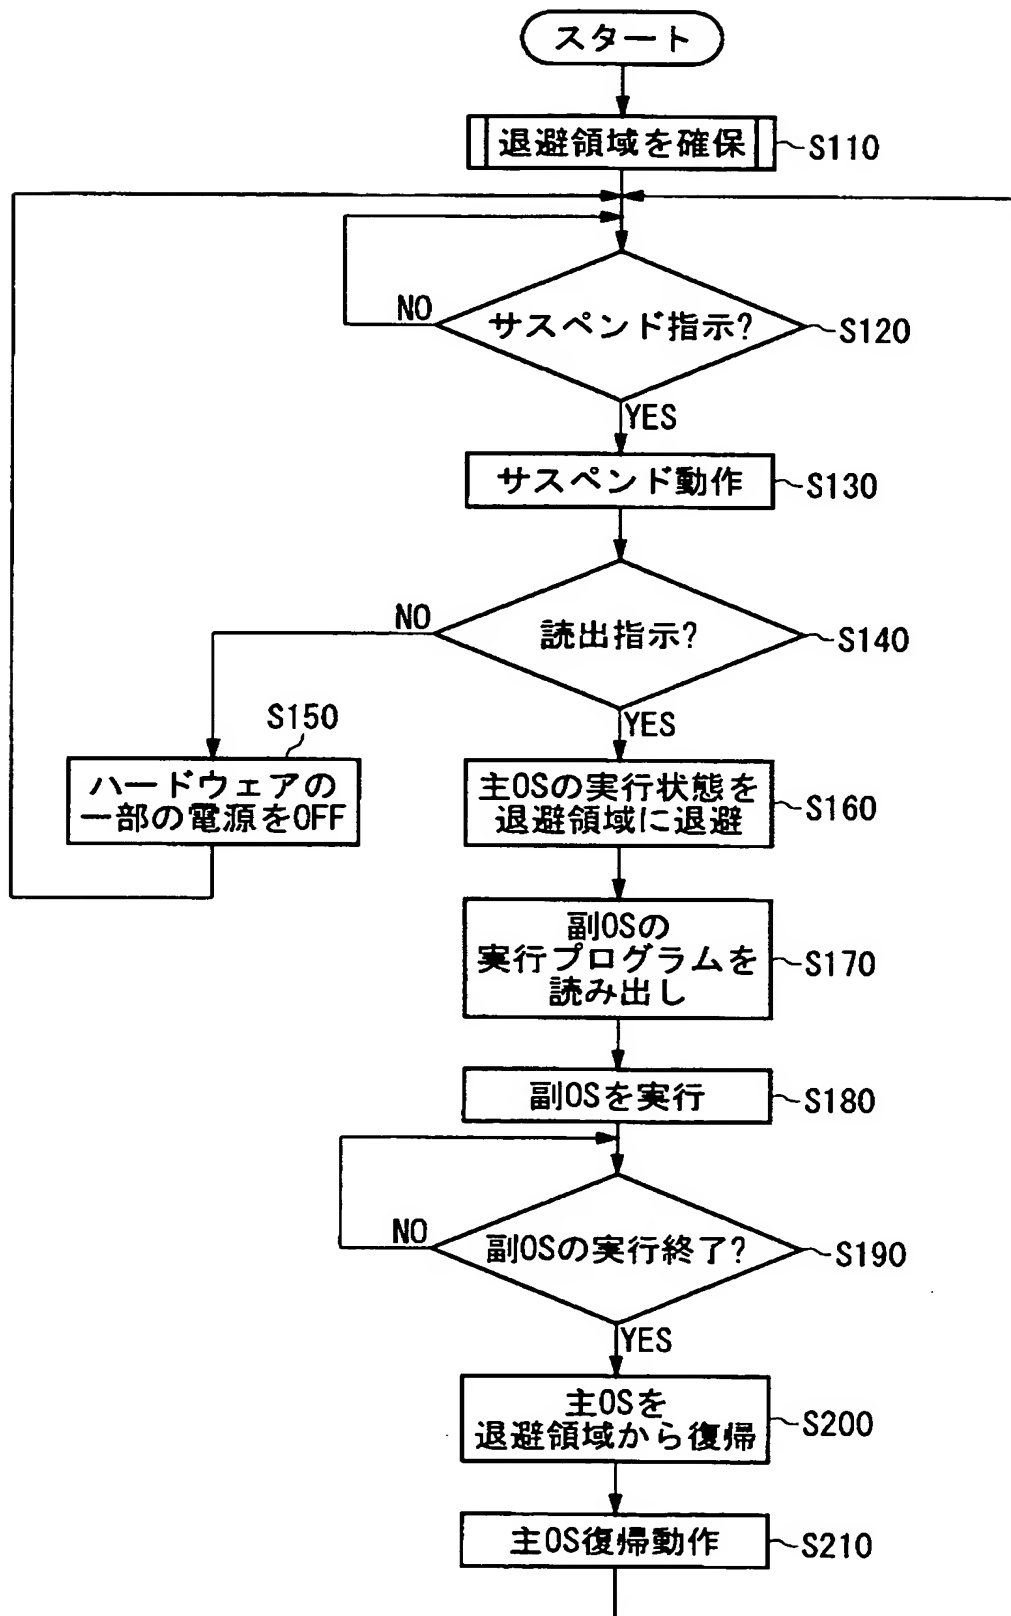 スタート
退避領域を確保
S110
NO
サスペンド指示?
S120
YES
サスペンド動作
S130
NO
読出指示?
S140
YES
S150
ハードウェアの
一部の電源をOFF
主OSの実行状態を
退避領域に退避
S160
副OSの
実行プログラムを
読み出し
S170
副OSを実行
S180
NO
副OSの実行終了?
S190
YES
主OSを
退避領域から復帰
S200
主OS復帰動作
S210